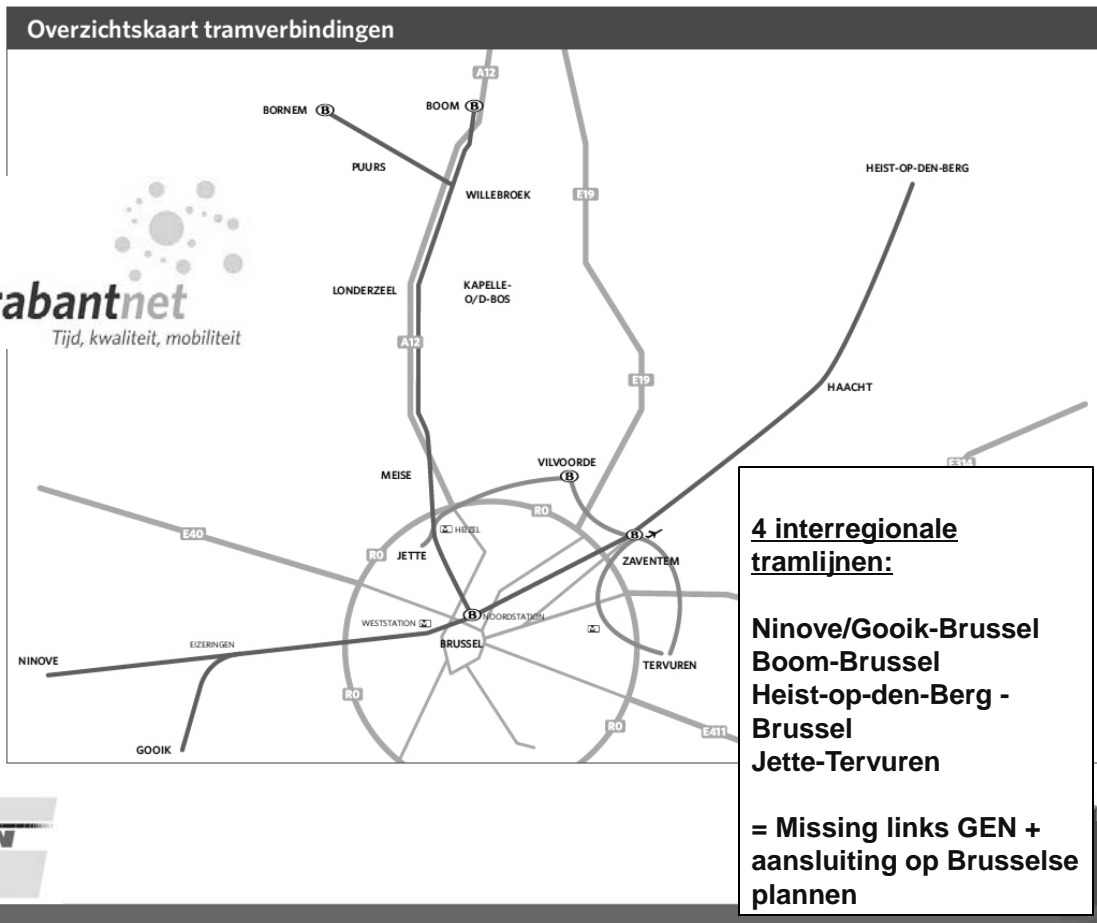 Overzichtskaart tramverbindingen
A12
BORNEM B
BOOM B
PUURS
HEIST-OP-DEN-BERG
WILLEBROEK
E19
LONDERZEEL
KAPELLE-
O/D-BOS
rabantnet
Tijd, kwaliteit, mobiliteit
A12
E19
HAACHT
MEISE
VILVOORDE
B
E314
E40
R0
M HEIZEL
R0
JETTE
B
ZAVENTEM
WESTSTATION M
B NOORDSTATION
M
BRUSSEL
EIZERINGEN
NINOVE
TERVUREN
R0
R0
E411
GOOIK
4 interregionale
tramlijnen:
Ninove/Gooik-Brussel
Boom-Brussel
Heist-op-den-Berg -
Brussel
Jette-Tervuren
= Missing links GEN +
aansluiting op Brusselse
plannen